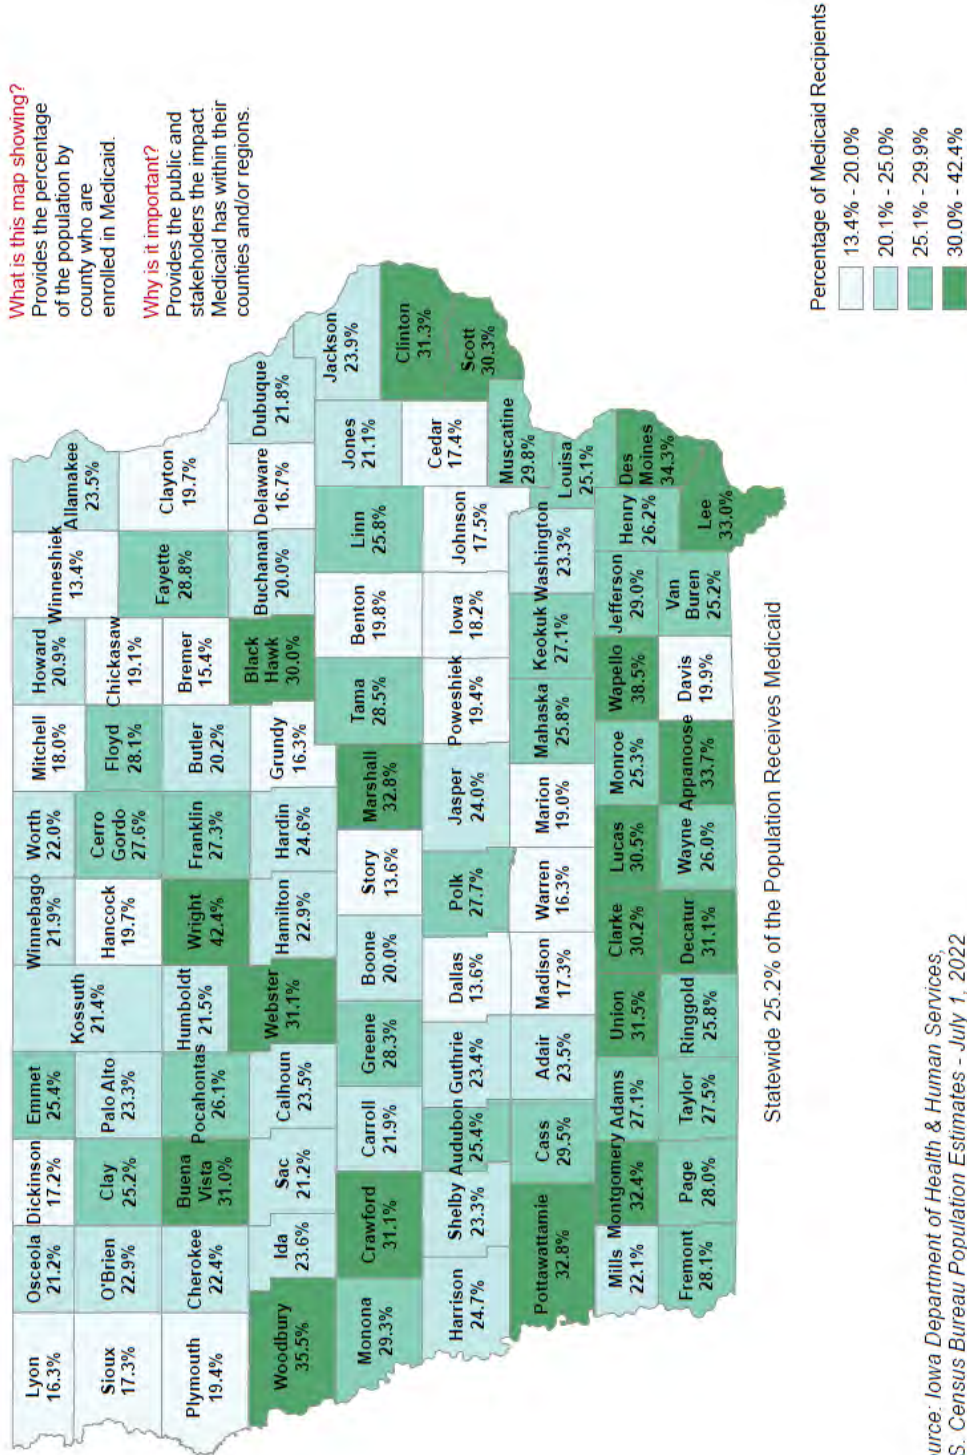 What is this map showing?
Provides the percentage
of the population by
county who are
enrolled in Medicaid.
Why is it important?
Provides the public and
stakeholders the impact
Medicaid has within their
counties and/or regions.
Lyon
16.3%
Osceola
21.2%
Dickinson
17.2%
Emmet
25.4%
Kossuth
21.4%
Winnebago
21.9%
Worth
22.0%
Mitchell
18.0%
Howard
20.9%
Winneshiek
13.4%
Allamakee
23.5%
Sioux
17.3%
O'Brien
22.9%
Clay
25.2%
Palo Alto
23.3%
Hancock
19.7%
Cerro
Gordo
27.6%
Floyd
28.1%
Chickasaw
19.1%
Fayette
28.8%
Clayton
19.7%
Plymouth
19.4%
Cherokee
22.4%
Buena
Vista
31.0%
Pocahontas
26.1%
Humboldt
21.5%
Wright
42.4%
Franklin
27.3%
Butler
20.2%
Bremer
15.4%
Woodbury
35.5%
Ida
23.6%
Sac
21.2%
Calhoun
23.5%
Webster
31.1%
Hamilton
22.9%
Hardin
24.6%
Grundy
16.3%
Black
Hawk
30.0%
Buchanan
20.0%
Delaware
16.7%
Dubuque
21.8%
Monona
29.3%
Crawford
31.1%
Carroll
21.9%
Greene
28.3%
Boone
20.0%
Story
13.6%
Marshall
32.8%
Tama
28.5%
Benton
19.8%
Linn
25.8%
Jones
21.1%
Jackson
23.9%
Harrison
24.7%
Shelby
23.3%
Audubon
25.4%
Guthrie
23.4%
Dallas
13.6%
Polk
27.7%
Jasper
24.0%
Poweshiek
19.4%
Iowa
18.2%
Johnson
17.5%
Cedar
17.4%
Clinton
31.3%
Scott
30.3%
Pottawattamie
32.8%
Cass
29.5%
Adair
23.5%
Madison
17.3%
Warren
16.3%
Marion
19.0%
Mahaska
25.8%
Keokuk
27.1%
Washington
23.3%
Muscatine
29.8%
Louisa
25.1%
Mills
22.1%
Montgomery
32.4%
Adams
27.1%
Union
31.5%
Clarke
30.2%
Lucas
30.5%
Monroe
25.3%
Wapello
38.5%
Jefferson
29.0%
Henry
26.2%
Des
Moines
34.3%
Fremont
28.1%
Page
28.0%
Taylor
27.5%
Ringgold
25.8%
Decatur
31.1%
Wayne
26.0%
Appanoose
33.7%
Davis
19.9%
Van
Buren
25.2%
Lee
33.0%
Statewide 25.2% of the Population Receives Medicaid
Percentage of Medicaid Recipients
13.4% - 20.0%
20.1% - 25.0%
25.1% - 29.9%
30.0% - 42.4%
urce: Iowa Department of Health & Human Services,
S. Census Bureau Population Estimates - July 1, 2022